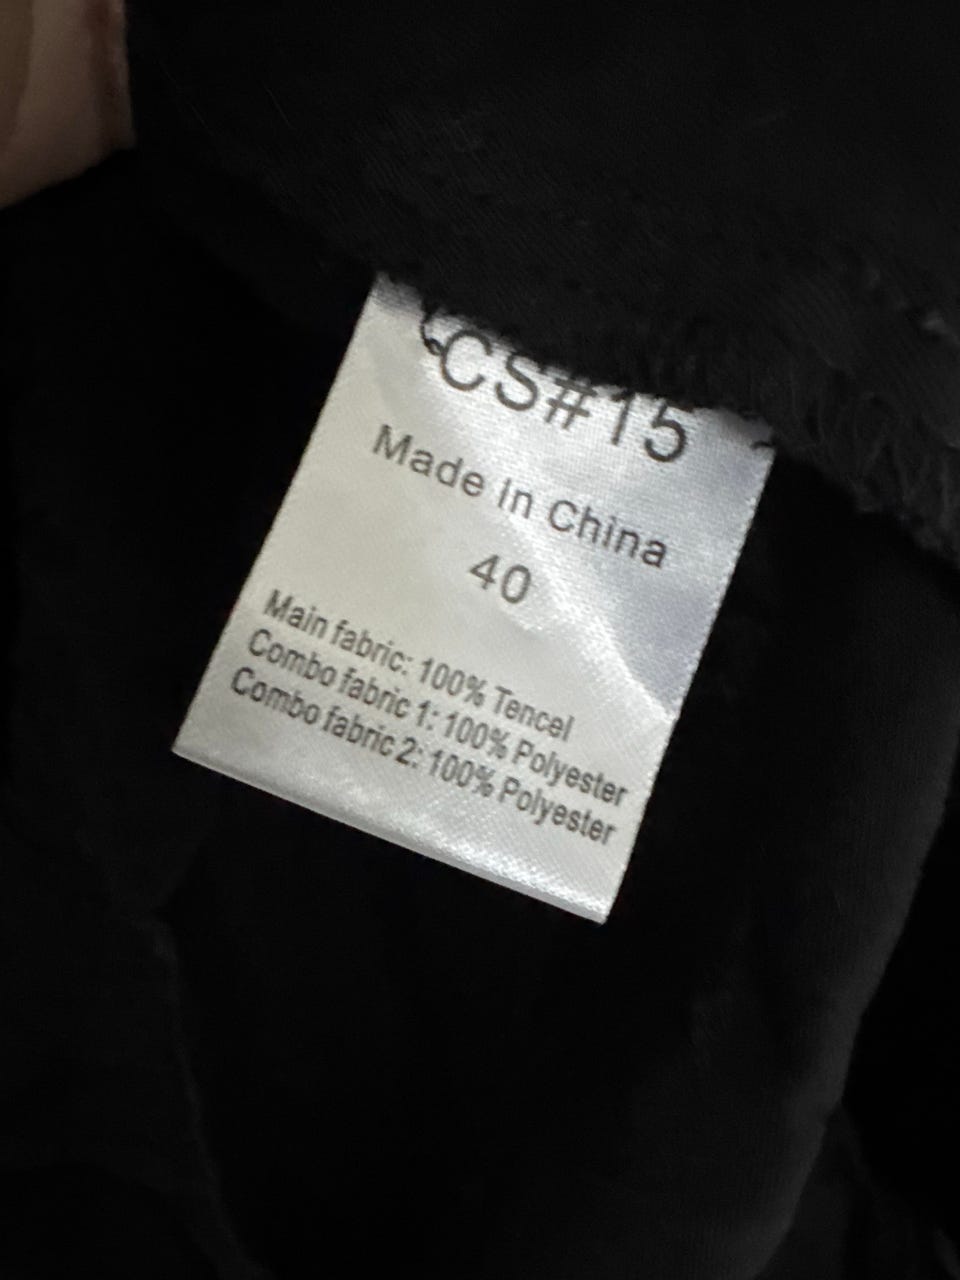 CS#15
Made In China
40
Main fabric: 100% Tencel
Combo fabric 1: 100% Polyester
Combo fabric 2: 100% Polyester